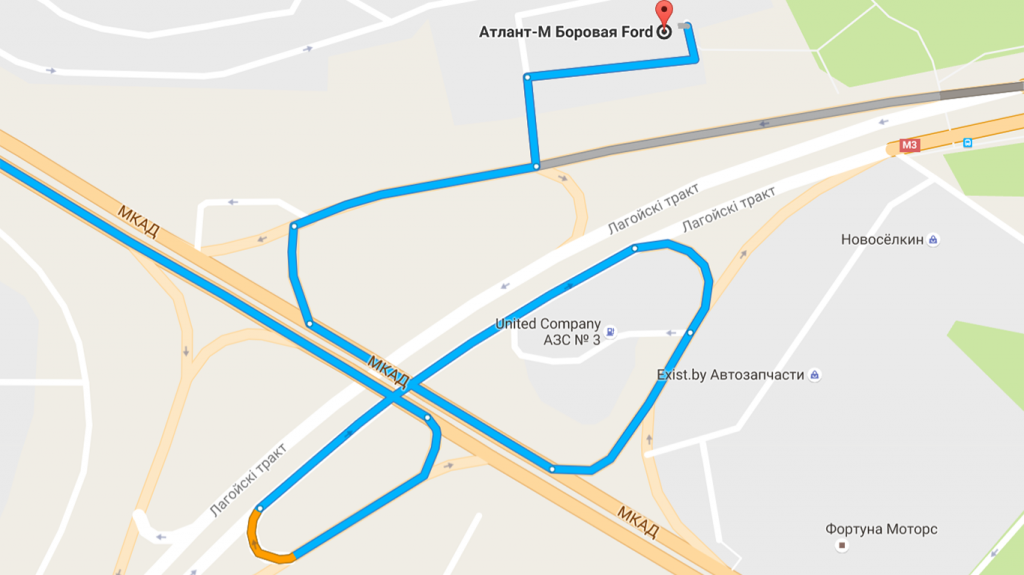 Атлант-М Боровая Ford
М3
МКАД
Лагойскі тракт
Лагойскі тракт
Новосёлкин
United Company
АЗС № 3
МКАД
Exist.by Автозапчасти
Лагойскі тракт
МКАД
Фортуна Моторс